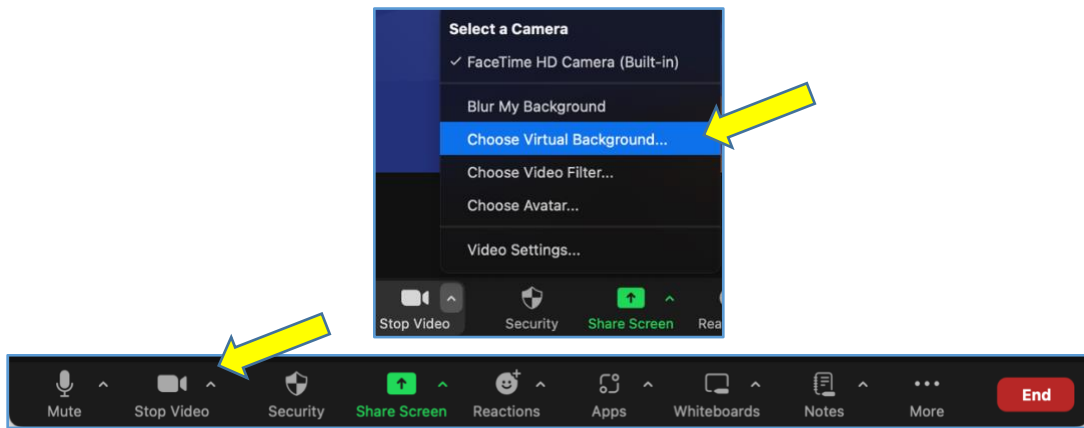 Select a Camera
✓ FaceTime HD Camera (Built-in)
Blur My Background
Choose Virtual Background...
Choose Video Filter...
Choose Avatar...
Video Settings...
Stop Video Security Share Screen Rea
Mute Stop Video Security Share Screen Reactions Apps Whiteboards Notes More End